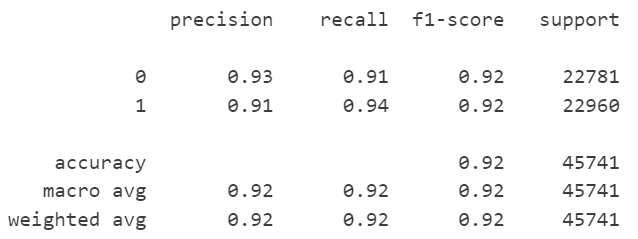 precision recall f1-score support
0 0.93 0.91 0.92 22781
1 0.91 0.94 0.92 22960
accuracy 0.92 45741
macro avg 0.92 0.92 0.92 45741
weighted avg 0.92 0.92 0.92 45741